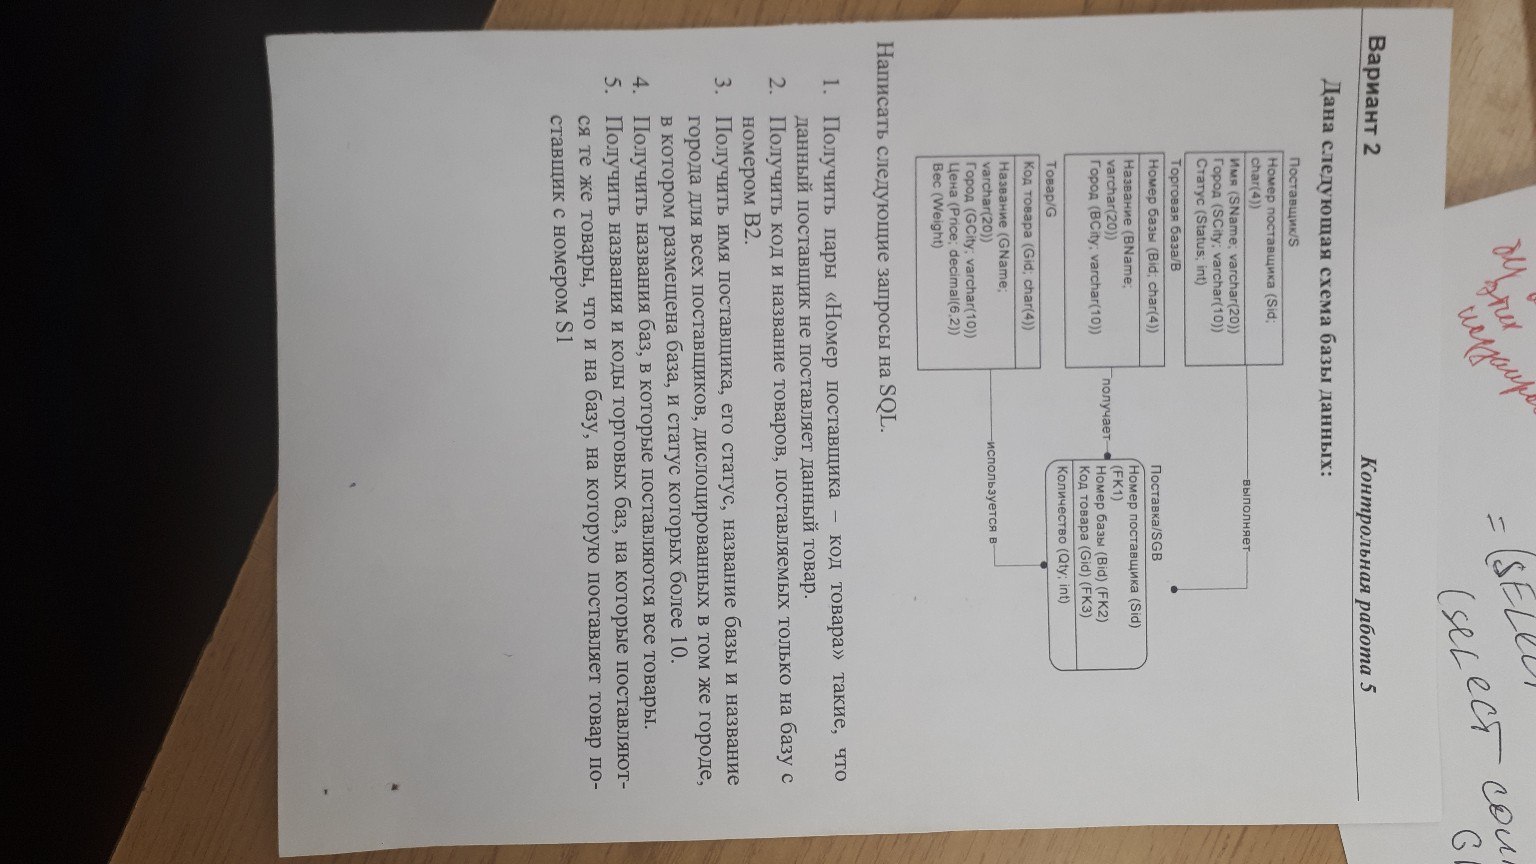 Вариант 2
Контрольная работа 5
Дана следующая схема базы данных:
Поставщик/S
Номер поставщика (Sid;
char(4))
Имя (SName; varchar(20))
Город (SCity; varchar(10))
Статус (Status; int)
выполняет
Торговая база/B
Номер базы (Bid; char(4))
Название (BName;
varchar(20))
Город (BCity; varchar(10))
получает
Поставка/SGB
Номер поставщика (Sid)
(FK1)
Номер базы (Bid) (FK2)
Код товара (Gid) (FK3)
Количество (Qty; int)
Товар/G
Код товара (Gid; char(4))
Название (GName;
varchar(20))
Город (GCity; varchar(10))
Цена (Price; decimal(6,2))
Вес (Weight)
используется в
Написать следующие запросы на SQL.
1. Получить пары «Номер поставщика – код товара» такие, что
данный поставщик не поставляет данный товар.
2. Получить код и название товаров, поставляемых только на базу с
номером B2.
3. Получить имя поставщика, его статус, название базы и название
города для всех поставщиков, дислоцированных в том же городе,
в котором размещена база, и статус которых более 10.
4. Получить названия баз, в которые поставляются все товары.
5. Получить названия и коды торговых баз, на которые поставляют-
ся те же товары, что и на базу, на которую поставляет товар по-
ставщик с номером S1
= (SELECT
(select coun